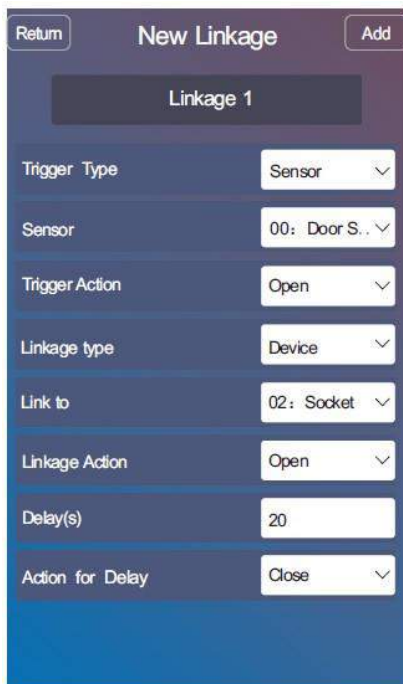 Return New Linkage Add
Linkage 1
Trigger Type Sensor
Sensor 00: Door S..
Trigger Action Open
Linkage type Device
Link to 02: Socket
Linkage Action Open
Delay(s) 20
Action for Delay Close